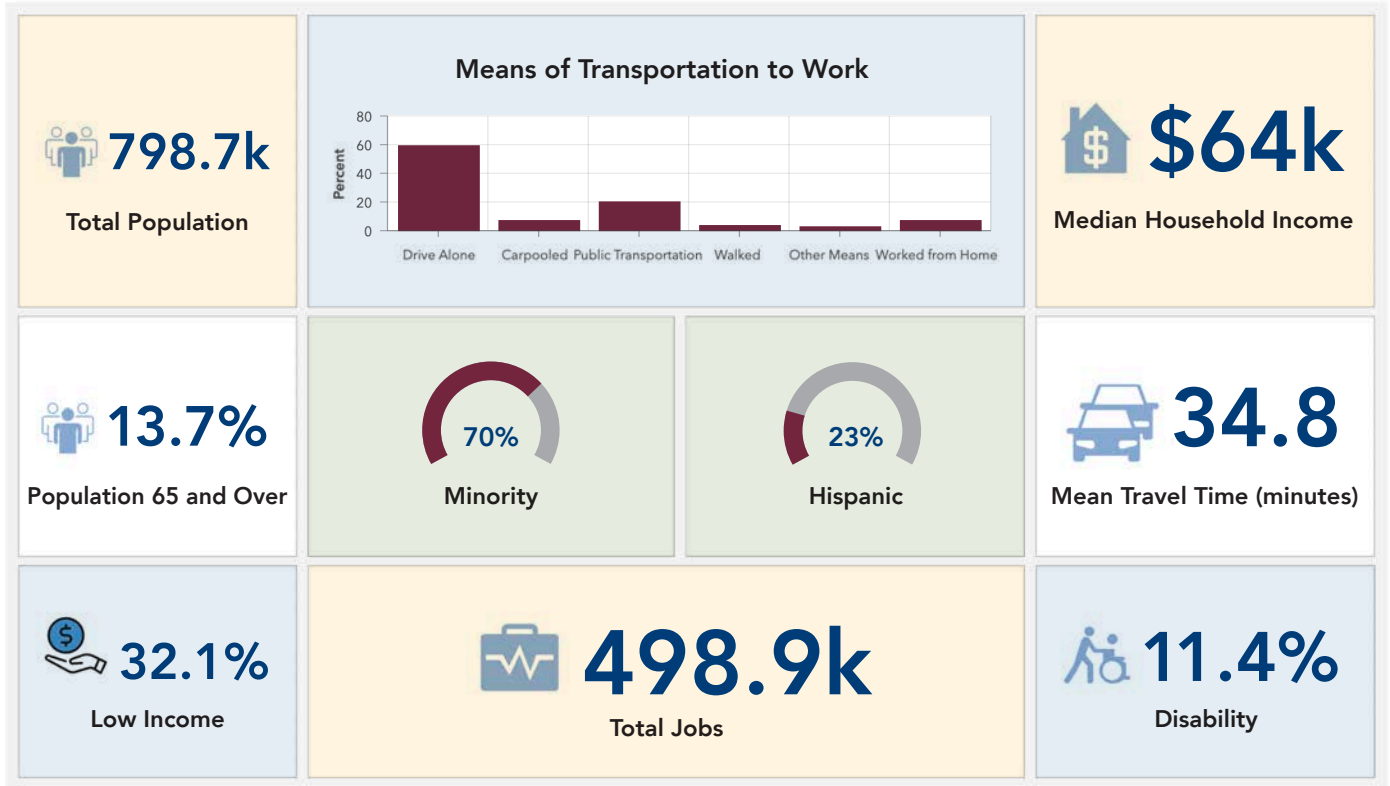 798.7k
Total Population
Means of Transportation to Work
Percent
80
60
40
20
0
Drive Alone Carpooled Public Transportation Walked Other Means Worked from Home
$
$64k
Median Household Income
13.7%
Population 65 and Over
70%
Minority
23%
Hispanic
34.8
Mean Travel Time (minutes)
$
32.1%
Low Income
498.9k
Total Jobs
11.4%
Disability